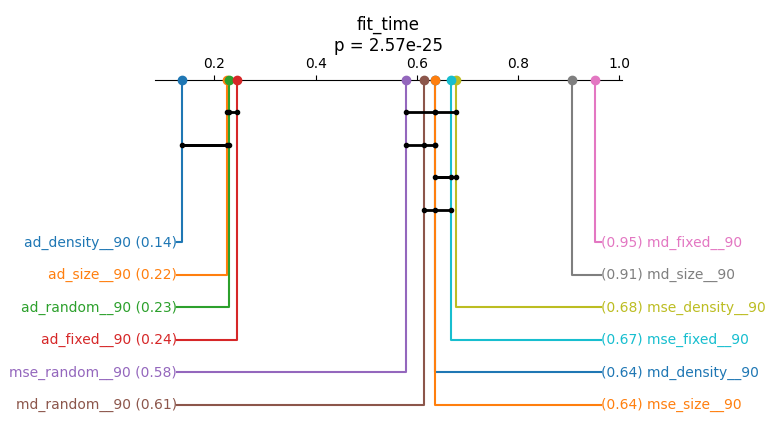 fit_time
p = 2.57e-25
0.2 0.4 0.6 0.8 1.0
ad_density__90 (0.14)
(0.95) md_fixed__90
ad_size__90 (0.22)
(0.91) md_size__90
ad_random__90 (0.23)
(0.68) mse_density__90
ad_fixed__90 (0.24)
(0.67) mse_fixed__90
mse_random__90 (0.58)
(0.64) md_density__90
md_random__90 (0.61)
(0.64) mse_size__90